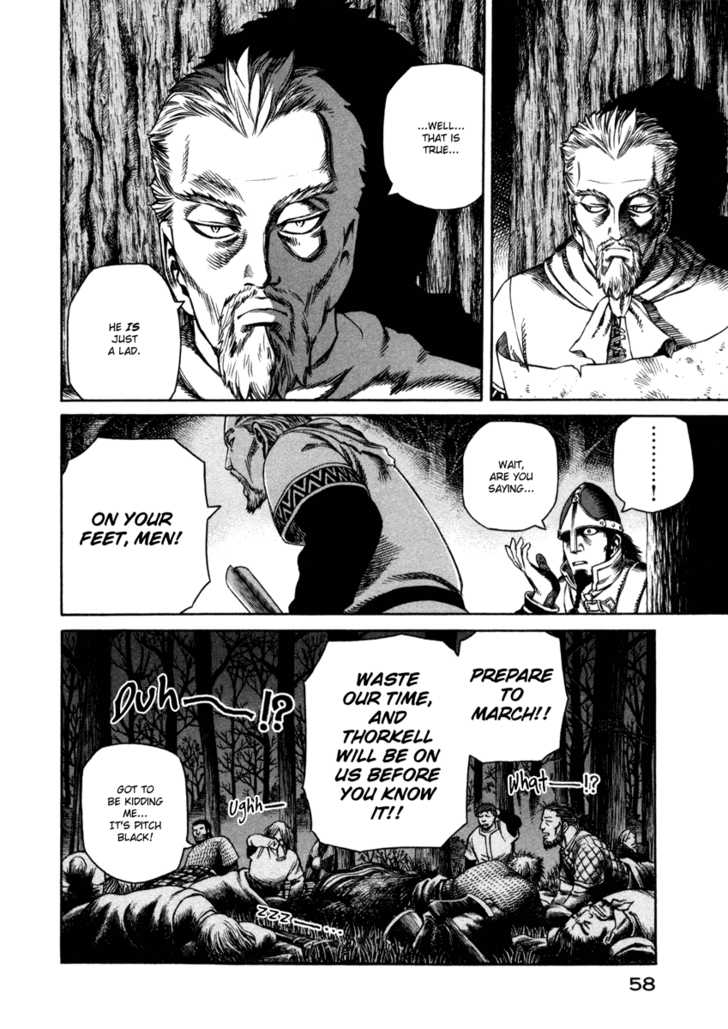 ...WELL...
THAT IS
TRUE...
HE IS
JUST
A LAD.
.......!
WAIT,
ARE YOU
SAYING...
ON YOUR
FEET, MEN!
PREPARE
TO
MARCH!!
WASTE
OUR TIME,
AND
THORKELL
WILL BE ON
US BEFORE
YOU KNOW
IT!!
What—!?
Duh—!?
Ughh—
GOT TO
BE KIDDING
ME...
IT'S PITCH
BLACK!
ZZZ—...
58